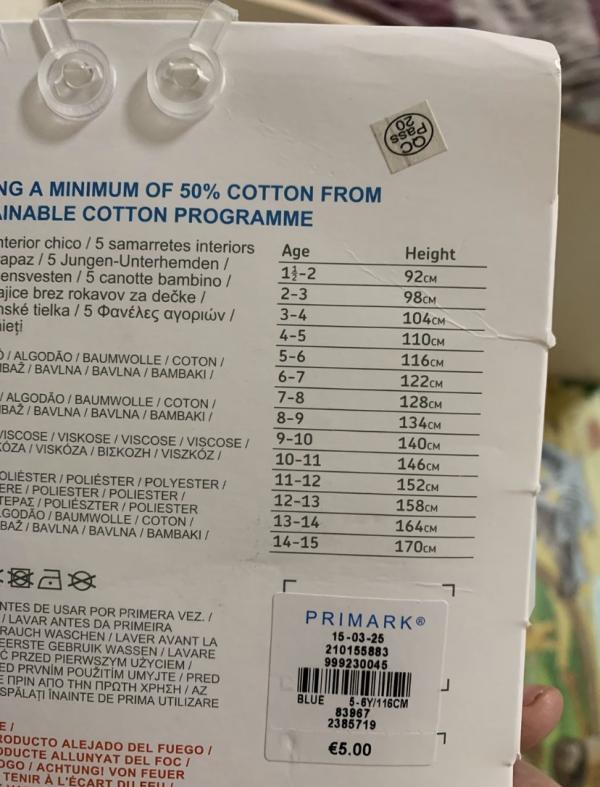 QC
Pass
20
NG A MINIMUM OF 50% COTTON FROM
AINABLE COTTON PROGRAMME
nterior chico / 5 samarretes interiors
apaz / 5 Jungen-Unterhemden /
ensvesten / 5 canotte bambino /
ajice brez rokavov za dečke /
nské tielka / 5 Φανέλες αγοριών /
ieți
O / ALGODÃO / BAUMWOLLE / COTON /
BAŽ / BAVLNA / BAVLNA / BAMBAKI /
/ ALGODÃO / BAUMWOLLE / COTON /
BAŽ / BAVLNA / BAVLNA / BAMBAKI /
VISCOSE / VISKOSE / VISCOSE / VISCOSE /
ÓZA / VISKÓZA / ΒΙΣΚΟΖΗ / VISZKÓZ /
OLIÉSTER / POLIÉSTER / POLYESTER /
ERE / POLIESTER / POLIESTER /
ΤΕΡΑΣ / POLIÉSZTER / POLIESTER
LGODÃO / BAUMWOLLE / COTON /
BAŽ / BAVLNA / BAVLNA / BAMBAKI /
Age Height
1½-2 92CM
2-3 98CM
3-4 104CM
4-5 110CM
5-6 116CM
6-7 122CM
7-8 128CM
8-9 134CM
9-10 140CM
10-11 146CM
11-12 152CM
12-13 158CM
13-14 164CM
14-15 170CM
NTES DE USAR POR PRIMERA VEZ. /
/ LAVAR ANTES DA PRIMEIRA
RAUCH WASCHEN / LAVER AVANT LA
EERSTE GEBRUIK WASSEN / LAVARE
Ć PRZED PIERWSZYM UŻYCIEM /
ED PRVNÍM POUŽITÍM UMYJTE / PRED
Ε ΠΡΙΝ ΑΠΟ ΤΗΝ ΠΡΩΤΗ ΧΡΗΣΗ / AZ
SPĂLAȚI ÎNAINTE DE PRIMA UTILIZARE
E /
RODUCTO ALEJADO DEL FUEGO /
ODUCTE ALLUNYAT DEL FOC /
OGO / ACHTUNG! VON FEUER
TENIR À L'ÉCART DU FEU /
PRIMARK®
15-03-25
210155883
999230045
BLUE 5-6Y/116CM
83967
2385719
€5.00